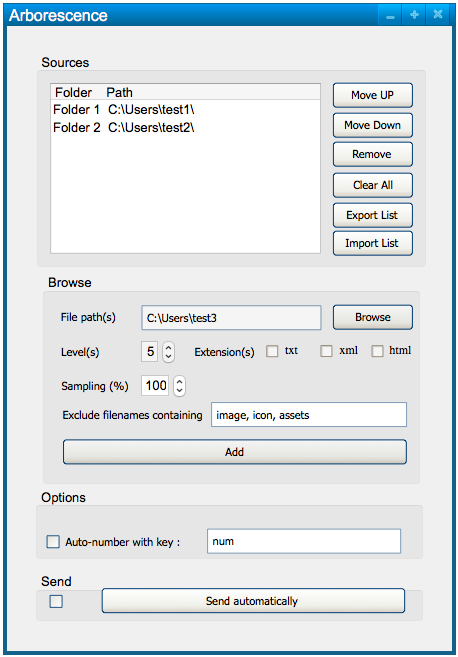 Arborescence
Sources
Folder Path
Folder 1 C:\Users\test1\
Folder 2 C:\Users\test2\
Move UP
Move Down
Remove
Clear All
Export List
Import List
Browse
File path(s) C:\Users\test3 Browse
Level(s) 5 Extension(s) txt xml html
Sampling (%) 100
Exclude filenames containing image, icon, assets
Add
Options
Auto-number with key : num
Send
Send automatically